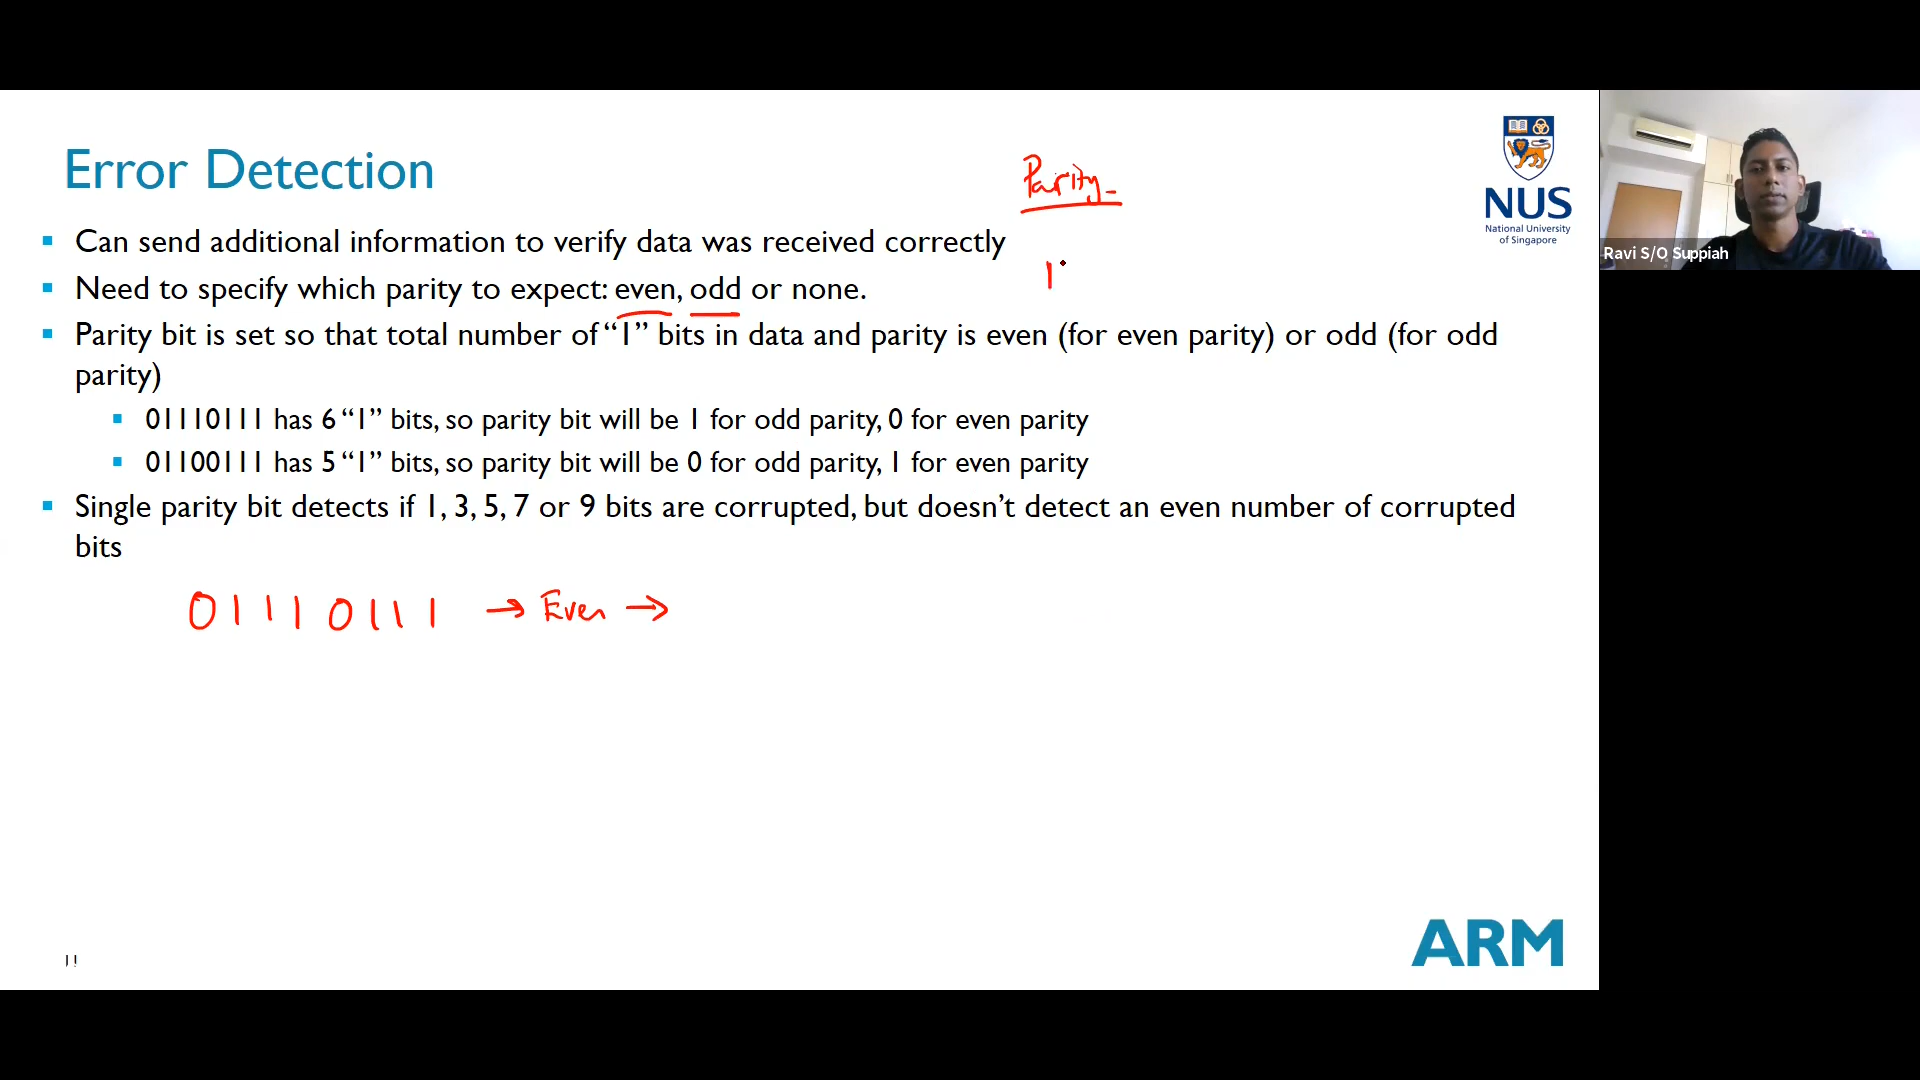 Error Detection
Parity
NUS
National University
of Singapore
Ravi S/O Suppiah
Can send additional information to verify data was received correctly
1
Need to specify which parity to expect: even, odd or none.
Parity bit is set so that total number of “1” bits in data and parity is even (for even parity) or odd (for odd
parity)
01110111 has 6 “1” bits, so parity bit will be 1 for odd parity, 0 for even parity
01100111 has 5 “1” bits, so parity bit will be 0 for odd parity, 1 for even parity
Single parity bit detects if 1, 3, 5, 7 or 9 bits are corrupted, but doesn’t detect an even number of corrupted
bits
01110111 → Even →
ARM